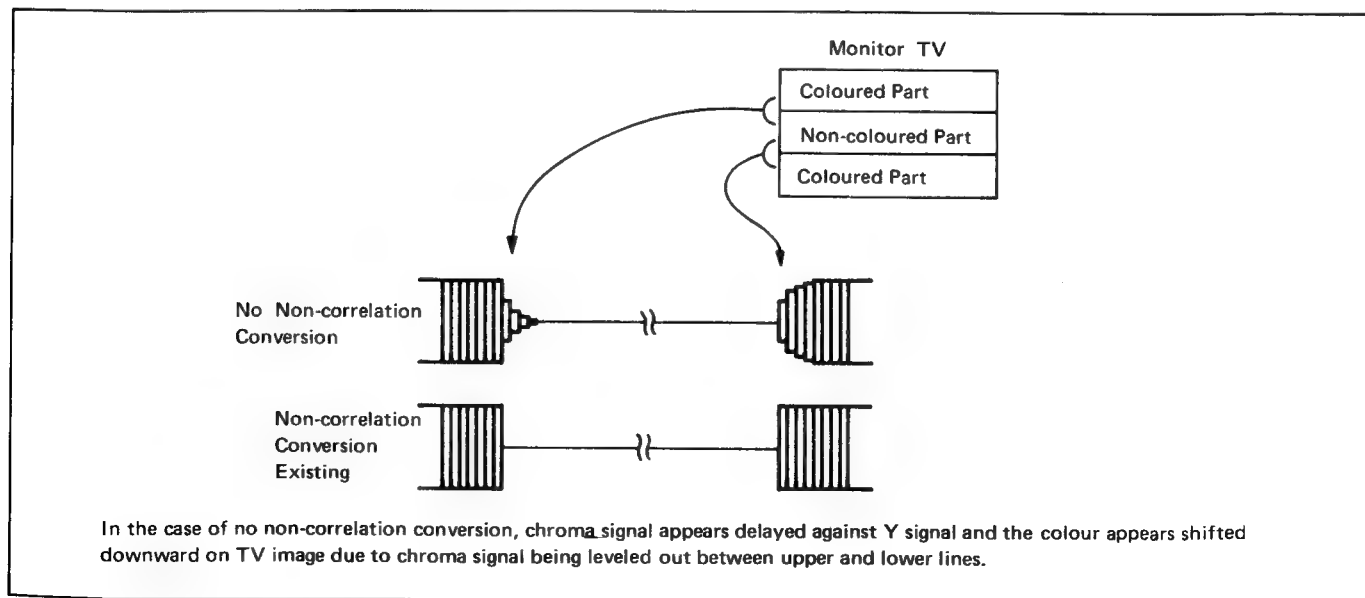 Monitor TV
Coloured Part
Non-coloured Part
Coloured Part
No Non-correlation
Conversion
Non-correlation
Conversion
Existing
In the case of no non-correlation conversion, chroma signal appears delayed against Y signal and the colour appears shifted
downward on TV image due to chroma signal being leveled out between upper and lower lines.